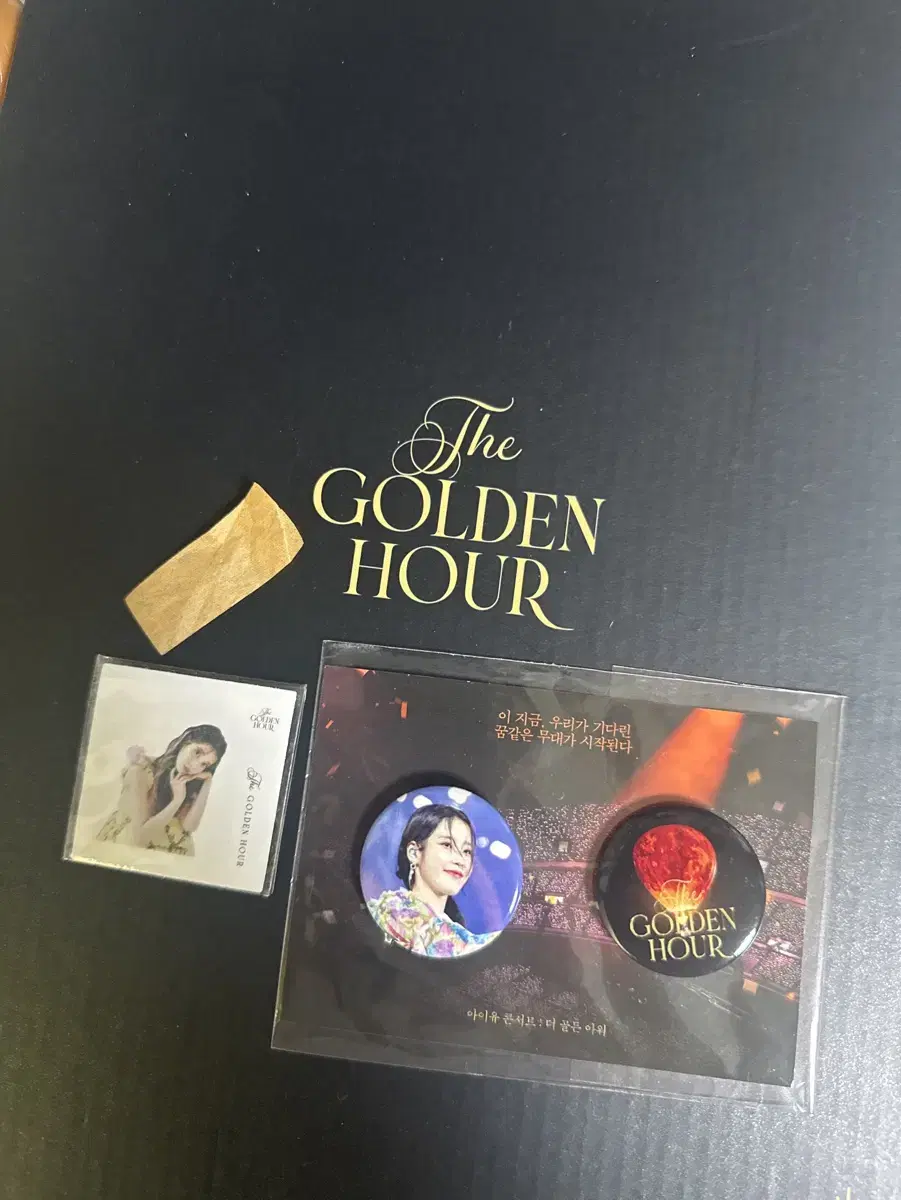 The
GOLDEN
HOUR
The
GOLDEN
HOUR
The GOLDEN HOUR
이 지금, 우리가 기다린
꿈같은 무대가 시작된다
The
GOLDEN
HOUR
아이유 콘서트 : 더 골든 아워